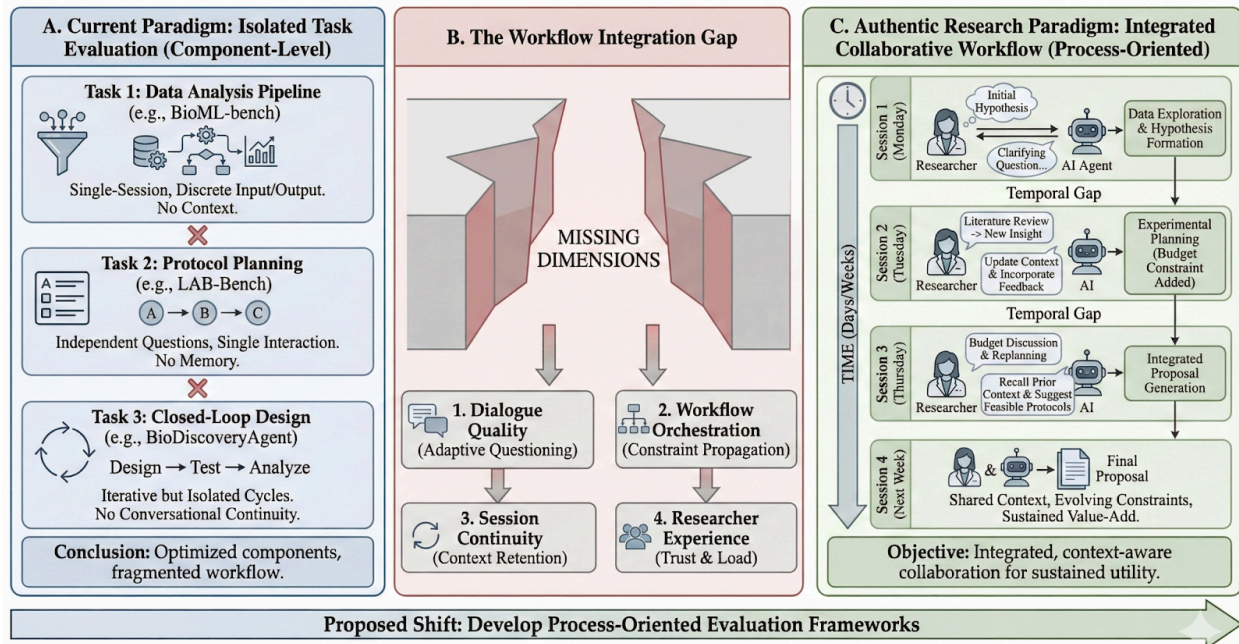 A. Current Paradigm: Isolated Task
Evaluation (Component-Level)
Task 1: Data Analysis Pipeline
(e.g., BioML-bench)
Single-Session, Discrete Input/Output.
No Context.
Task 2: Protocol Planning
(e.g., LAB-Bench)
A
A
B
C
Independent Questions, Single Interaction.
No Memory.
Task 3: Closed-Loop Design
(e.g., BioDiscoveryAgent)
Design → Test → Analyze
Iterative but Isolated Cycles.
No Conversational Continuity.
Conclusion: Optimized components,
fragmented workflow.
B. The Workflow Integration Gap
MISSING
DIMENSIONS
1. Dialogue
Quality
(Adaptive Questioning)
2. Workflow
Orchestration
(Constraint Propagation)
3. Session
Continuity
(Context Retention)
4. Researcher
Experience
(Trust & Load)
C. Authentic Research Paradigm: Integrated
Collaborative Workflow (Process-Oriented)
TIME (Days/Weeks)
Session 1
(Monday)
Initial
Hypothesis
Clarifying
Question...
Researcher
AI Agent
Data Exploration
& Hypothesis
Formation
Temporal Gap
Session 2
(Tuesday)
Literature Review
-> New Insight
Update Context
& Incorporate
Feedback
Researcher
AI
Experimental
Planning
(Budget
Constraint
Added)
Temporal Gap
Session 3
(Thursday)
Budget Discussion
& Replanning
Recall Prior
Context & Suggest
Feasible Protocols
Researcher
AI
Integrated
Proposal
Generation
Session 4
(Next Week)
&
Final
Proposal
Shared Context, Evolving Constraints,
Sustained Value-Add.
Objective: Integrated, context-aware
collaboration for sustained utility.
Proposed Shift: Develop Process-Oriented Evaluation Frameworks